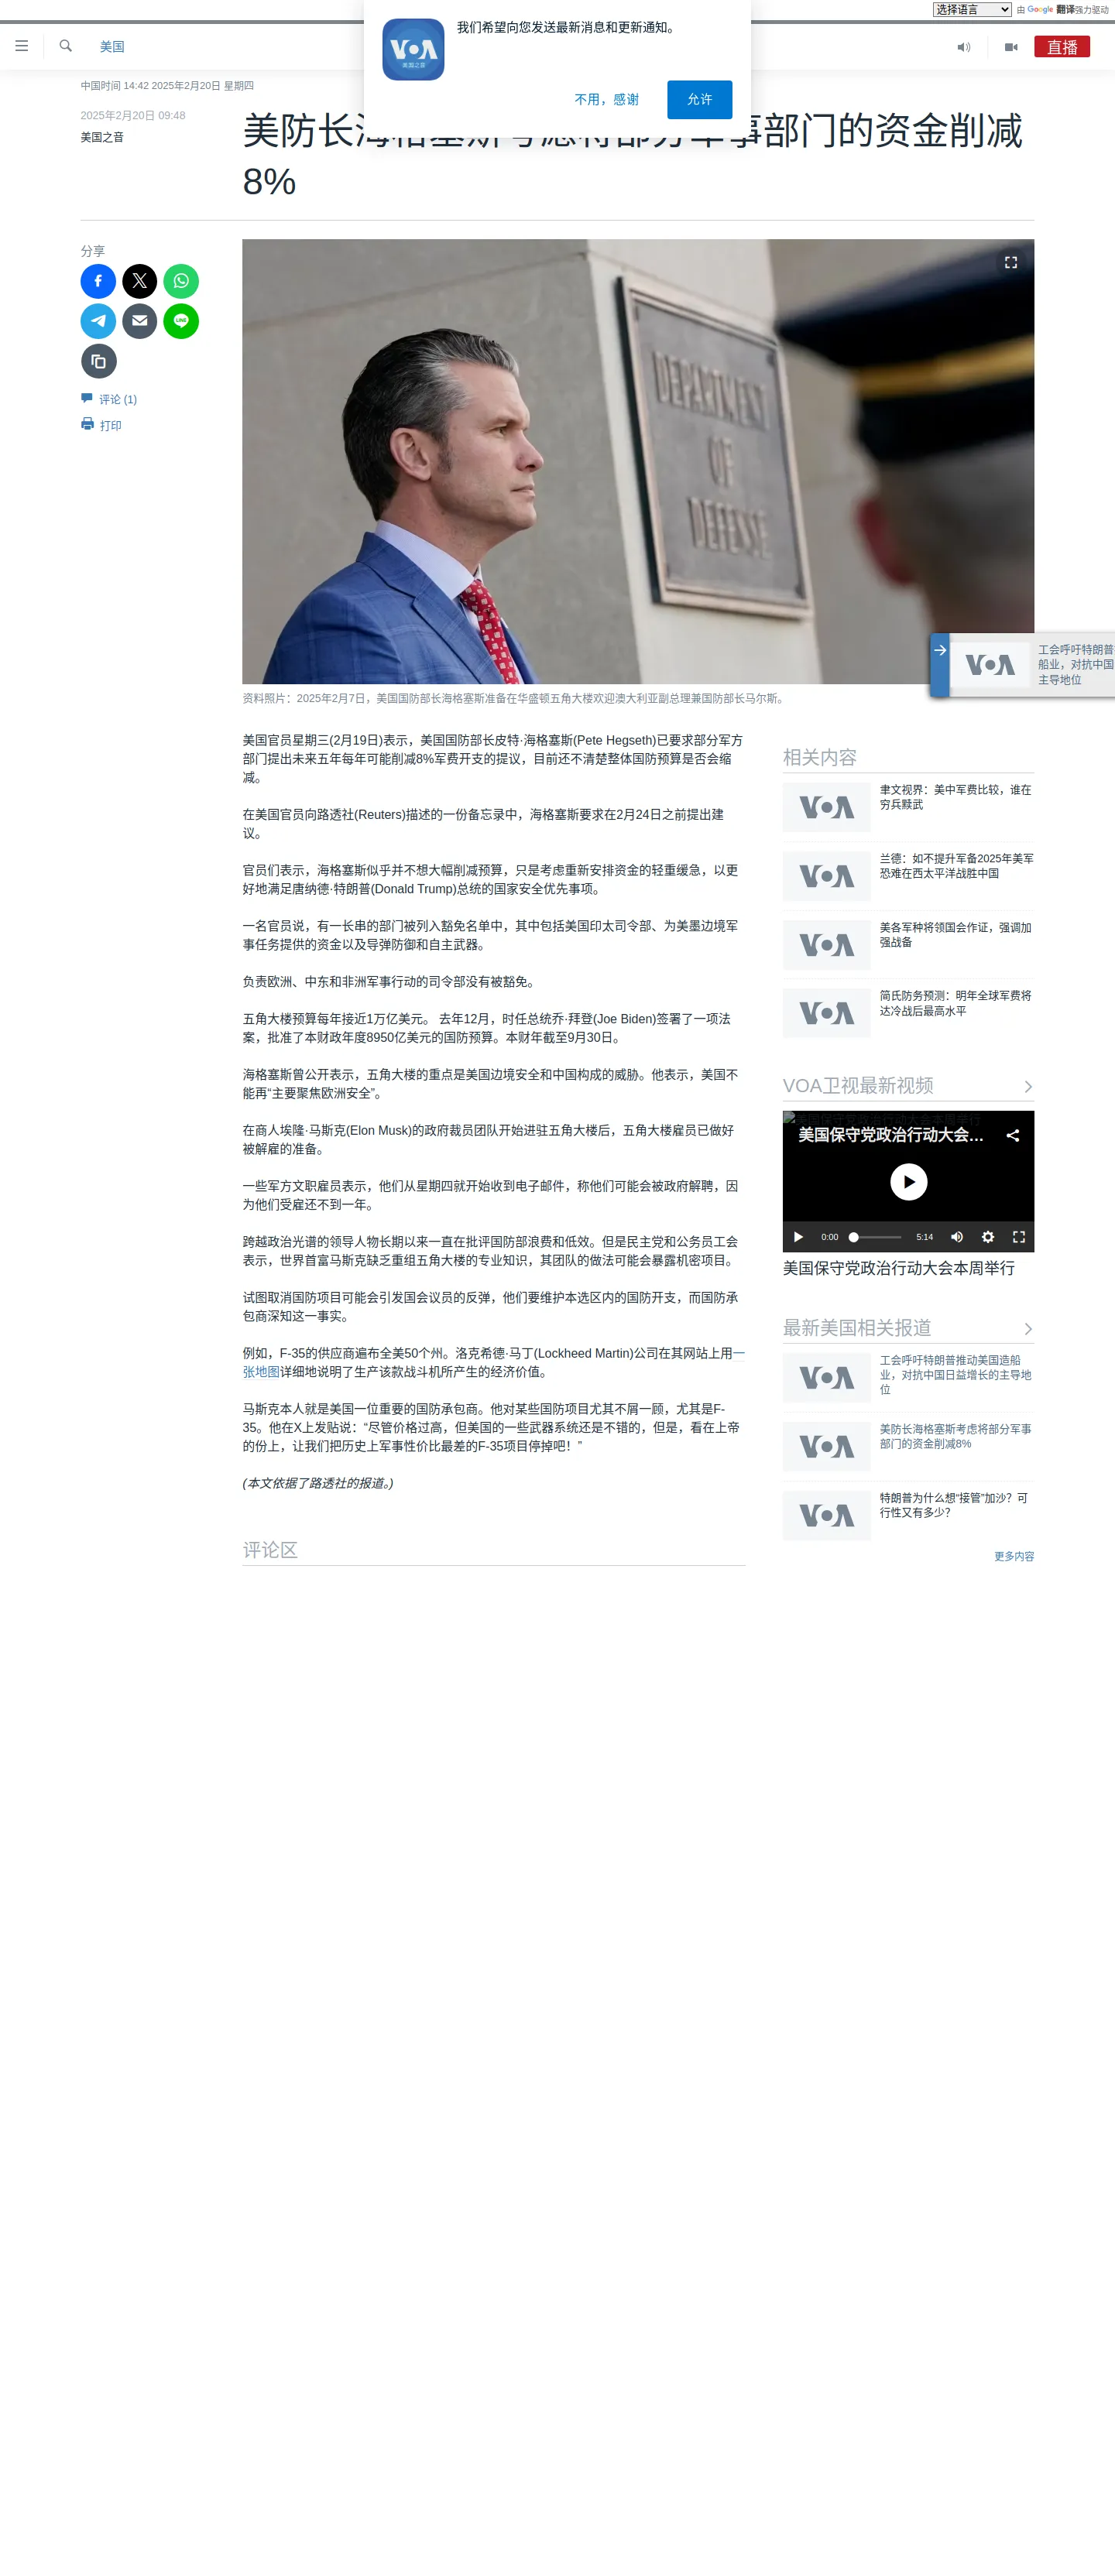 选择语言
由 Google 翻译强力驱动
我们希望向您发送最新消息和更新通知。
VOA
美国之音
不用，感谢
允许
美国
直播
中国时间 14:42 2025年2月20日 星期四
2025年2月20日 09:48
美国之音
美防长海格塞斯考虑将部分军事部门的资金削减
8%
分享
LINE
评论 (1)
打印
DEPARTMENT
OF
DEFENSE
工会呼吁特朗普
船业，对抗中国
主导地位
VOA
资料照片：2025年2月7日，美国国防部长海格塞斯准备在华盛顿五角大楼欢迎澳大利亚副总理兼国防部长马尔斯。
美国官员星期三(2月19日)表示，美国国防部长皮特·海格塞斯(Pete Hegseth)已要求部分军方
部门提出未来五年每年可能削减8%军费开支的提议，目前还不清楚整体国防预算是否会缩
减。
在美国官员向路透社(Reuters)描述的一份备忘录中，海格塞斯要求在2月24日之前提出建
议。
官员们表示，海格塞斯似乎并不想大幅削减预算，只是考虑重新安排资金的轻重缓急，以更
好地满足唐纳德·特朗普(Donald Trump)总统的国家安全优先事项。
一名官员说，有一长串的部门被列入豁免名单中，其中包括美国印太司令部、为美墨边境军
事任务提供的资金以及导弹防御和自主武器。
负责欧洲、中东和非洲军事行动的司令部没有被豁免。
五角大楼预算每年接近1万亿美元。 去年12月，时任总统乔·拜登(Joe Biden)签署了一项法
案，批准了本财政年度8950亿美元的国防预算。本财年截至9月30日。
海格塞斯曾公开表示，五角大楼的重点是美国边境安全和中国构成的威胁。他表示，美国不
能再“主要聚焦欧洲安全”。
在商人埃隆·马斯克(Elon Musk)的政府裁员团队开始进驻五角大楼后，五角大楼雇员已做好
被解雇的准备。
一些军方文职雇员表示，他们从星期四就开始收到电子邮件，称他们可能会被政府解聘，因
为他们受雇还不到一年。
跨越政治光谱的领导人物长期以来一直在批评国防部浪费和低效。但是民主党和公务员工会
表示，世界首富马斯克缺乏重组五角大楼的专业知识，其团队的做法可能会暴露机密项目。
试图取消国防项目可能会引发国会议员的反弹，他们要维护本选区内的国防开支，而国防承
包商深知这一事实。
例如，F-35的供应商遍布全美50个州。洛克希德·马丁(Lockheed Martin)公司在其网站上用一
张地图详细地说明了生产该款战斗机所产生的经济价值。
马斯克本人就是美国一位重要的国防承包商。他对某些国防项目尤其不屑一顾，尤其是F-
35。他在X上发贴说：“尽管价格过高，但美国的一些武器系统还是不错的，但是，看在上帝
的份上，让我们把历史上军事性价比最差的F-35项目停掉吧！”
(本文依据了路透社的报道。)
评论区
相关内容
VOA
聿文视界：美中军费比较，谁在
穷兵黩武
VOA
兰德：如不提升军备2025年美军
恐难在西太平洋战胜中国
VOA
美各军种将领国会作证，强调加
强战备
VOA
简氏防务预测：明年全球军费将
达冷战后最高水平
VOA卫视最新视频
美国保守党政治行动大会本周举行
美国保守党政治行动大会…
0:00
5:14
美国保守党政治行动大会本周举行
最新美国相关报道
VOA
工会呼吁特朗普推动美国造船
业，对抗中国日益增长的主导地
位
VOA
美防长海格塞斯考虑将部分军事
部门的资金削减8%
VOA
特朗普为什么想“接管”加沙？可
行性又有多少？
更多内容